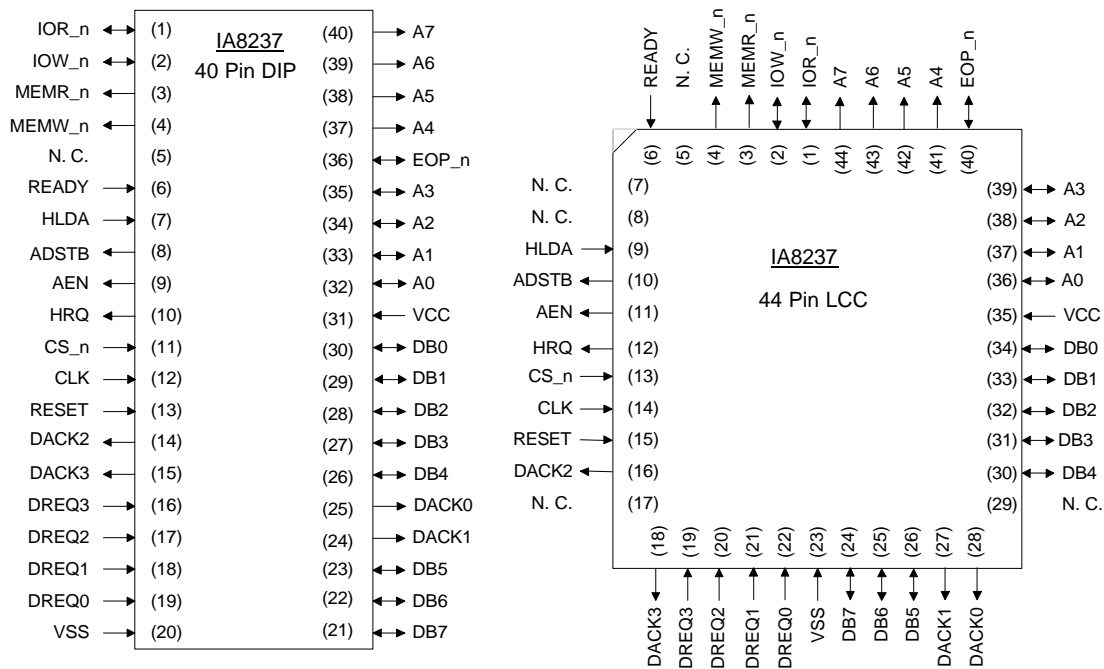 IOR_n (1) (40) A7
IOW_n (2) (39) A6
MEMR_n (3) (38) A5
MEMW_n (4) (37) A4
N. C. (5) (36) EOP_n
READY (6) (35) A3
HLDA (7) (34) A2
ADSTB (8) (33) A1
AEN (9) (32) A0
HRQ (10) (31) VCC
CS_n (11) (30) DB0
CLK (12) (29) DB1
RESET (13) (28) DB2
DACK2 (14) (27) DB3
DACK3 (15) (26) DB4
DREQ3 (16) (25) DACK0
DREQ2 (17) (24) DACK1
DREQ1 (18) (23) DB5
DREQ0 (19) (22) DB6
VSS (20) (21) DB7
IA8237
40 Pin DIP
READY N. C. MEMW_n MEMR_n IOW_n IOR_n A7 A6 A5 A4 EOP_n
(6) (5) (4) (3) (2) (1) (44) (43) (42) (41) (40)
N. C. (7) (39) A3
N. C. (8) (38) A2
HLDA (9) (37) A1
ADSTB (10) (36) A0
AEN (11) (35) VCC
HRQ (12) (34) DB0
CS_n (13) (33) DB1
CLK (14) (32) DB2
RESET (15) (31) DB3
DACK2 (16) (30) DB4
N. C. (17) (29) N. C.
IA8237
44 Pin LCC
(18) (19) (20) (21) (22) (23) (24) (25) (26) (27) (28)
DACK3 DREQ3 DREQ2 DREQ1 DREQ0 VSS DB7 DB6 DB5 DACK1 DACK0